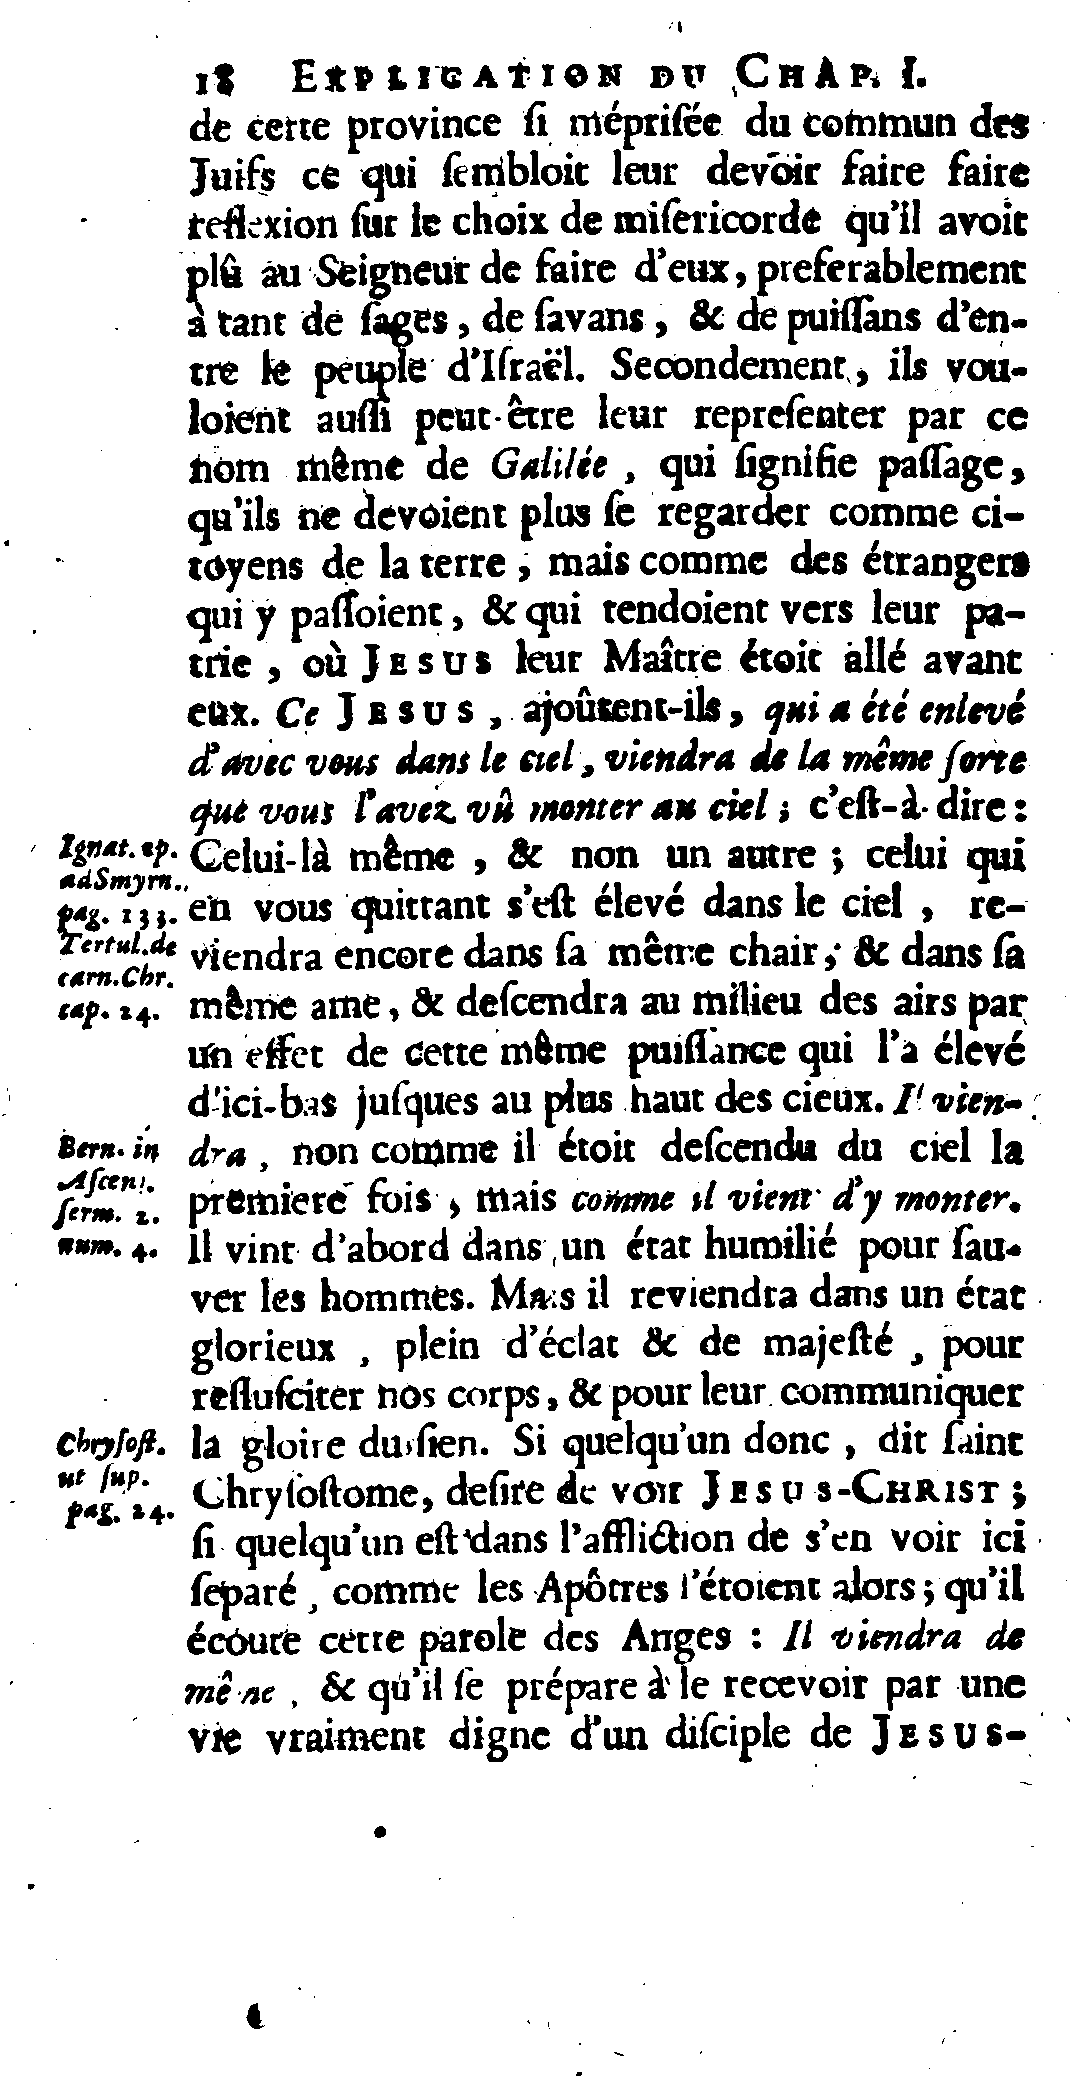 18 EXPLICATION DU CHAP. I.
de cette province ſi mépriſée du commun des
Juifs ce qui ſembloit leur devoir faire faire
reflexion ſur le choix de miſericorde qu'il avoit
plû au Seigneur de faire d'eux, preferablement
à tant de ſages, de ſavans, & de puiſſans d'en-
tre le peuple d'Iſraël. Secondement, ils vou-
loient auſſi peut-être leur repreſenter par ce
nom même de Galilée, qui ſignifie paſſage,
qu'ils ne devoient plus ſe regarder comme ci-
toyens de la terre, mais comme des étrangers
qui y paſſoient, & qui tendoient vers leur pa-
trie, où JESUS leur Maître étoit allé avant
eux. Ce JESUS, ajoûtent-ils, qui a été enlevé
d'avec vous dans le ciel, viendra de la même ſorte
que vous l'avez vû monter au ciel; c'eſt-à-dire:
Ignat. ep.
ad Smyrn.
pag. 133.
Tertul. de
carn. Chr.
cap. 24.
Celui-là même, & non un autre; celui qui
en vous quittant s'eſt élevé dans le ciel, re-
viendra encore dans ſa même chair, & dans ſa
même ame, & deſcendra au milieu des airs par
un effet de cette même puiſſance qui l'a élevé
d'ici-bas juſques au plus haut des cieux. Il vien-
Bern. in
Aſcenſ.
ſerm. 2.
num. 4.
dra, non comme il étoit deſcendu du ciel la
premiere fois, mais comme il vient d'y monter.
Il vint d'abord dans un état humilié pour ſau-
ver les hommes. Mais il reviendra dans un état
glorieux, plein d'éclat & de majeſté, pour
reſſuſciter nos corps, & pour leur communiquer
Chryſoſt.
ut ſup.
pag. 24.
la gloire du ſien. Si quelqu'un donc, dit ſaint
Chryſoſtome, deſire de voir JESUS-CHRIST;
ſi quelqu'un eſt dans l'affliction de s'en voir ici
ſeparé, comme les Apôtres l'étoient alors; qu'il
écoute cette parole des Anges: Il viendra de
même, & qu'il ſe prépare à le recevoir par une
vie vraiment digne d'un diſciple de JESUS-